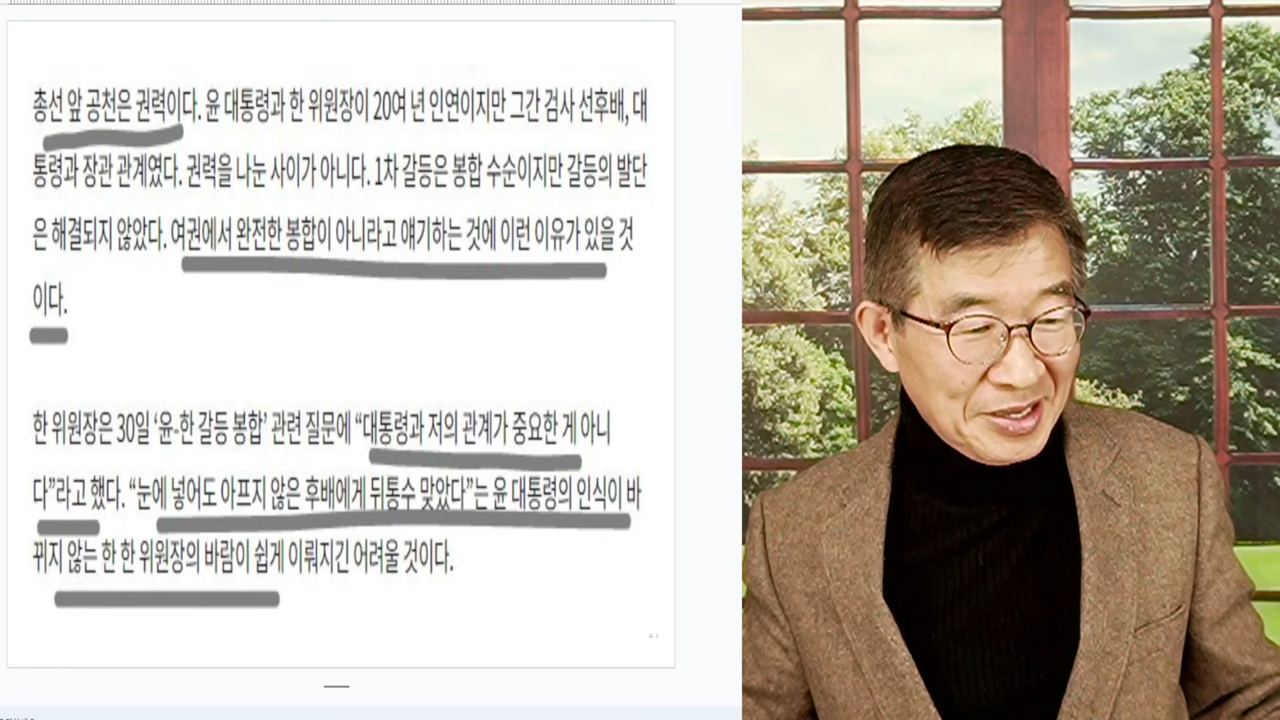 총선 앞 공천은 권력이다. 윤 대통령과 한 위원장이 20여 년 인연이지만 그간 검사 선후배, 대
통령과 장관 관계였다. 권력을 나눈 사이가 아니다. 1차 갈등은 봉합 수순이지만 갈등의 발단
은 해결되지 않았다. 여권에서 완전한 봉합이 아니라고 얘기하는 것에 이런 이유가 있을 것
이다.
한 위원장은 30일 ‘윤-한 갈등 봉합’ 관련 질문에 “대통령과 저의 관계가 중요한 게 아니
다”라고 했다. “눈에 넣어도 아프지 않은 후배에게 뒤통수 맞았다”는 윤 대통령의 인식이 바
뀌지 않는 한 한 위원장의 바람이 쉽게 이뤄지긴 어려울 것이다.